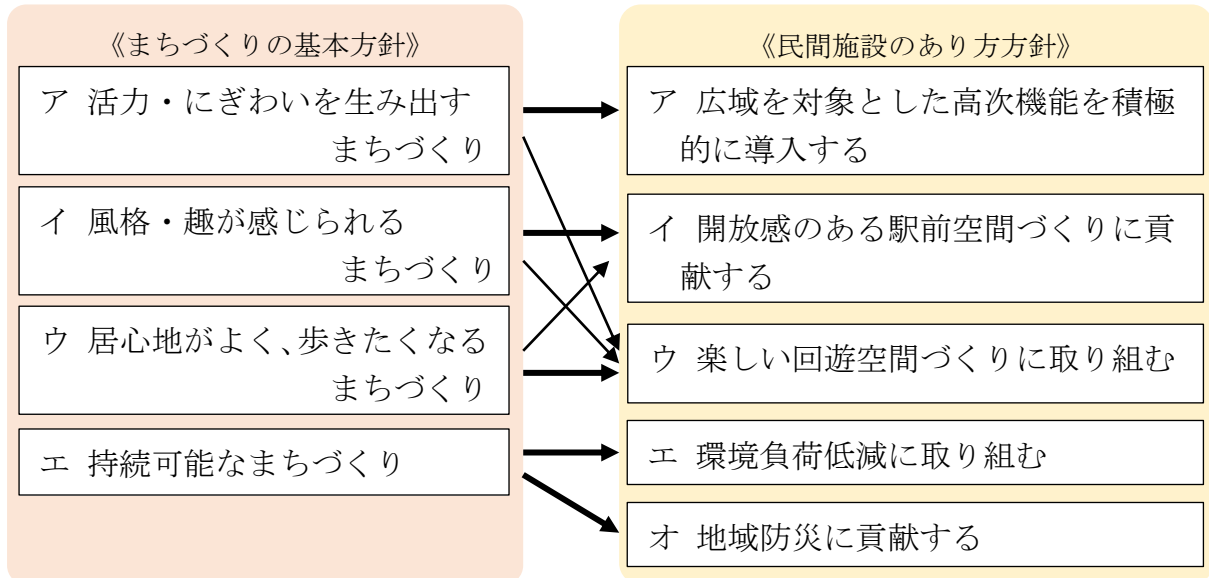 《まちづくりの基本方針》
ア 活力・にぎわいを生み出す
まちづくり
イ 風格・趣が感じられる
まちづくり
ウ 居心地がよく、歩きたくなる
まちづくり
エ 持続可能なまちづくり
《民間施設のあり方方針》
ア 広域を対象とした高次機能を積極
的に導入する
イ 開放感のある駅前空間づくりに貢
献する
ウ 楽しい回遊空間づくりに取り組む
エ 環境負荷低減に取り組む
オ 地域防災に貢献する